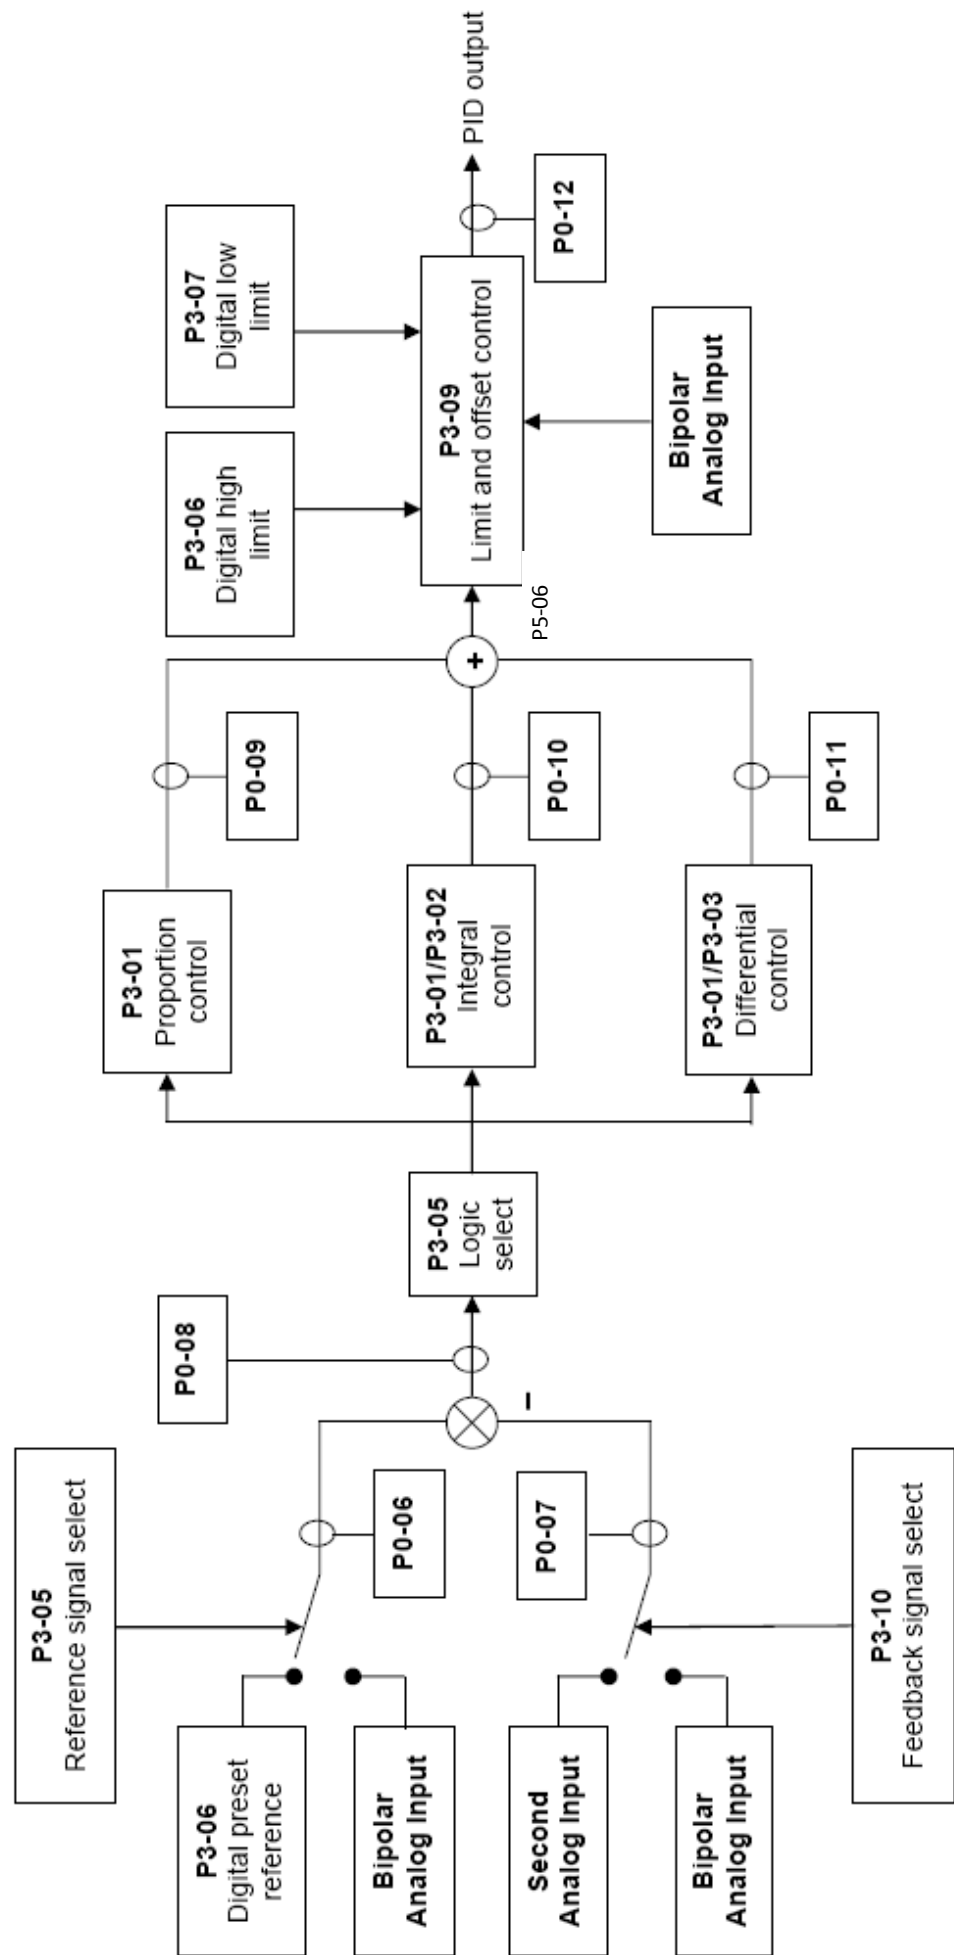 P3-05
Reference signal select
P3-06
Digital preset
reference
Bipolar
Analog Input
Second
Analog Input
Bipolar
Analog Input
P3-10
Feedback signal select
P0-06
P0-07
–
P0-08
P3-05
Logic
select
P3-01
Proportion
control
P3-01/P3-02
Integral
control
P3-01/P3-03
Differential
control
P0-09
P0-10
P0-11
+
P5-06
P3-06
Digital high
limit
P3-07
Digital low
limit
P3-09
Limit and offset control
Bipolar
Analog Input
P0-12
PID output